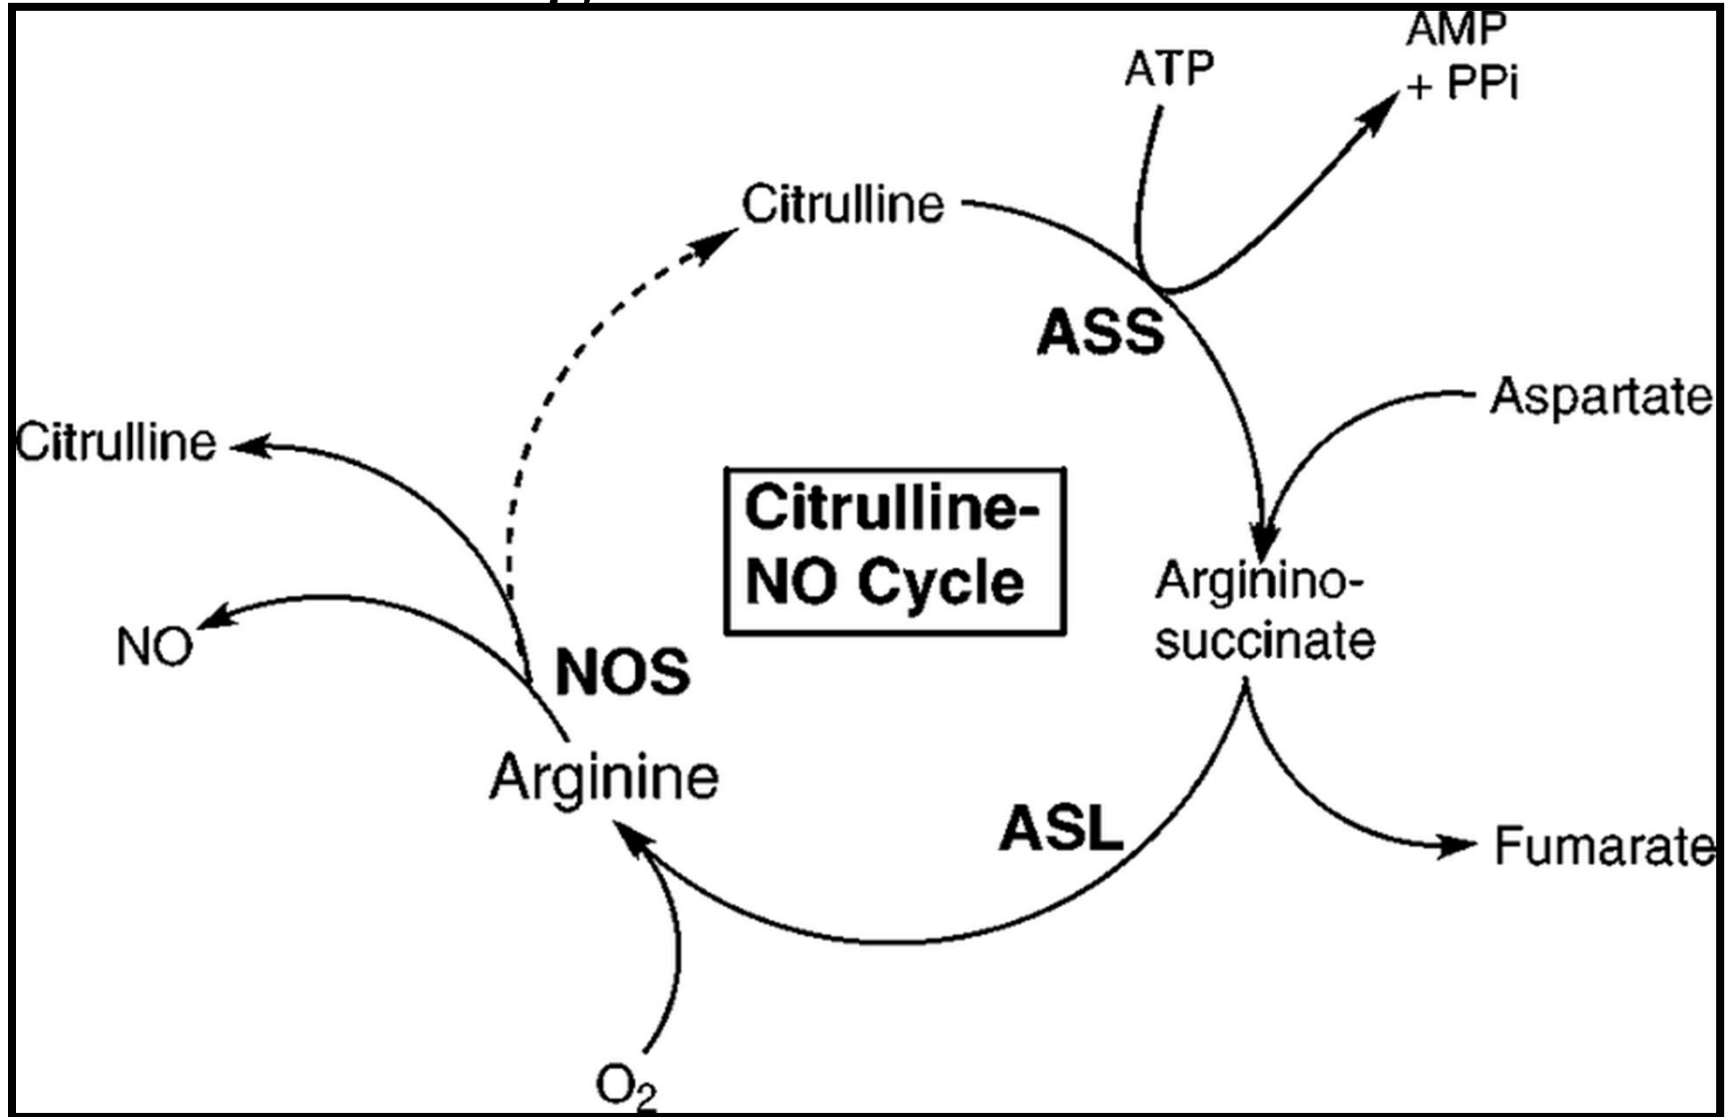 AMP
+ PPi
ATP
Citrulline
ASS
Aspartate
Citrulline
Citrulline-
NO Cycle
Arginino-
succinate
NO
NOS
Arginine
ASL
Fumarate
O2